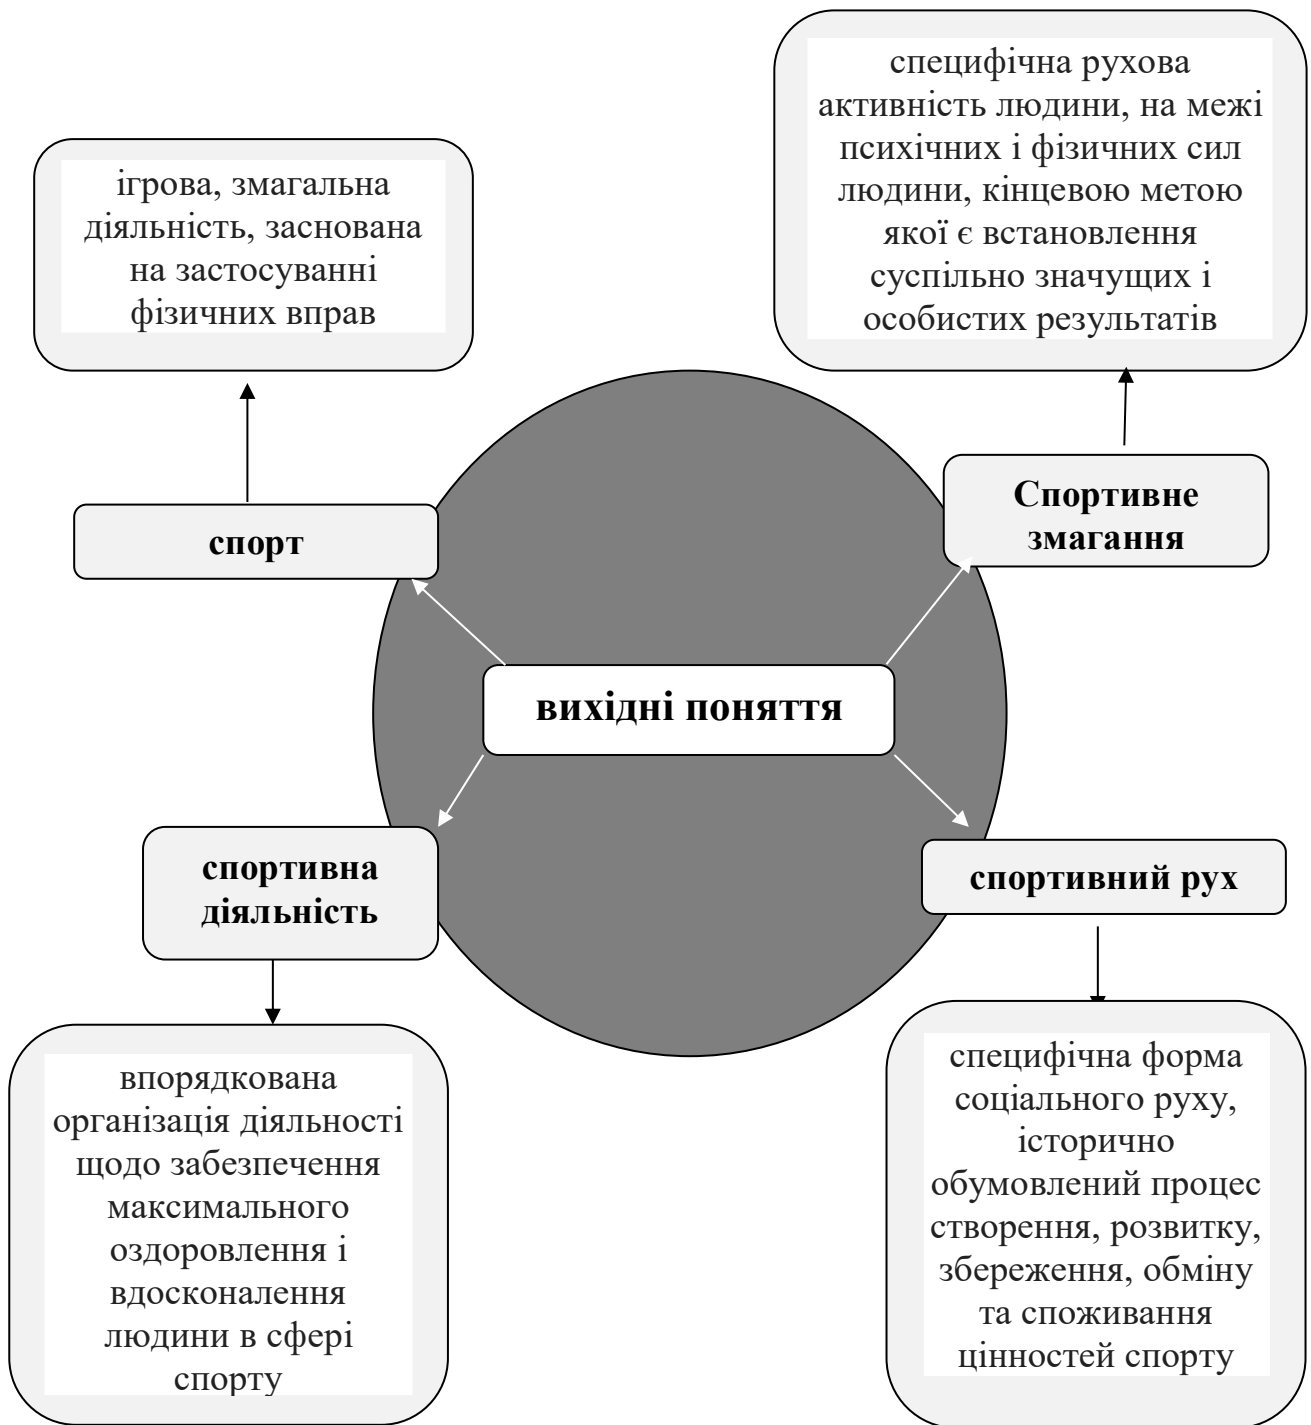 ігрова, змагальна
діяльність, заснована
на застосуванні
фізичних вправ
специфічна рухова
активність людини, на межі
психічних і фізичних сил
людини, кінцевою метою
якої є встановлення
суспільно значущих і
особистих результатів
спорт
Спортивне
змагання
вихідні поняття
спортивна
діяльність
спортивний рух
впорядкована
організація діяльності
щодо забезпечення
максимального
оздоровлення і
вдосконалення
людини в сфері
спорту
специфічна форма
соціального руху,
історично
обумовлений процес
створення, розвитку,
збереження, обміну
та споживання
цінностей спорту